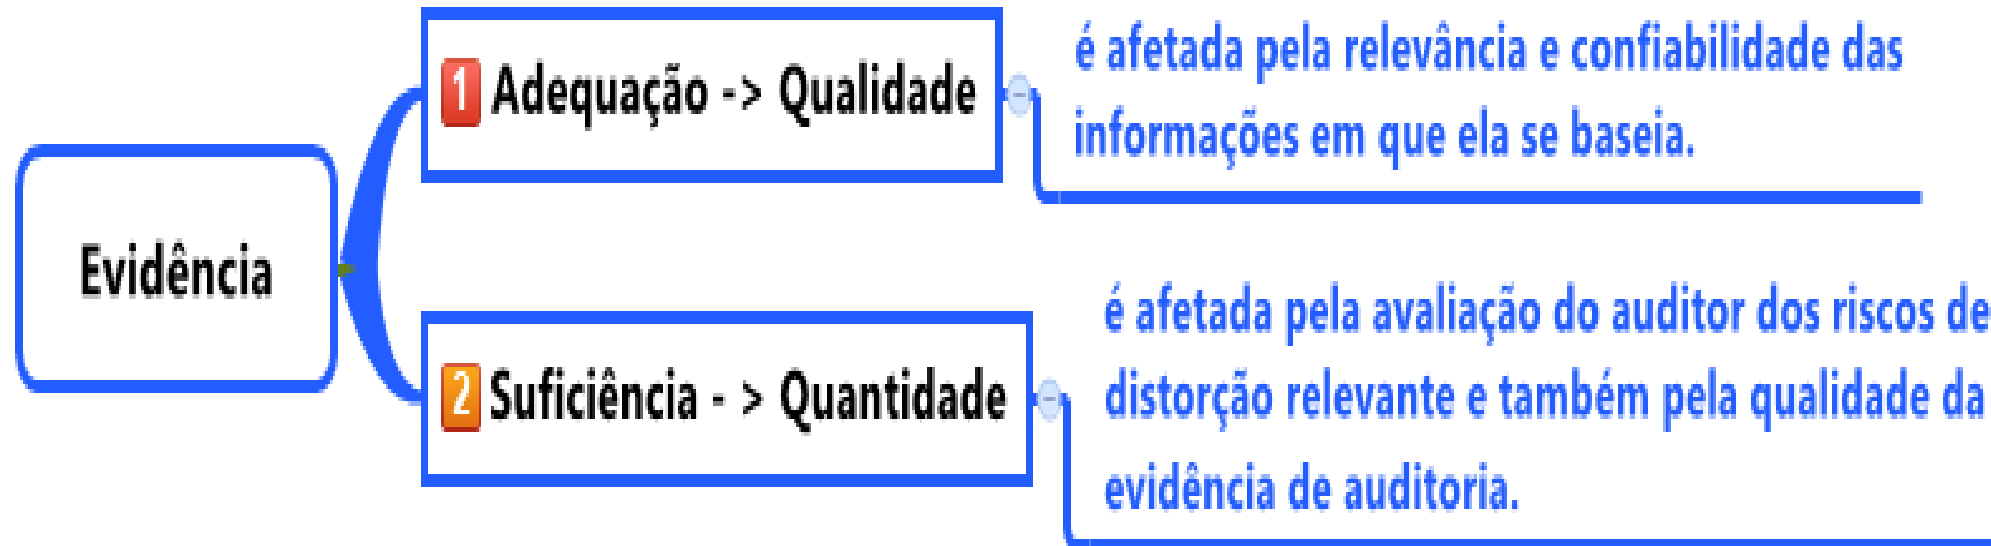 Evidência
1 Adequação -> Qualidade
é afetada pela relevância e confiabilidade das
informações em que ela se baseia.
2 Suficiência - > Quantidade
é afetada pela avaliação do auditor dos riscos de
distorção relevante e também pela qualidade da
evidência de auditoria.